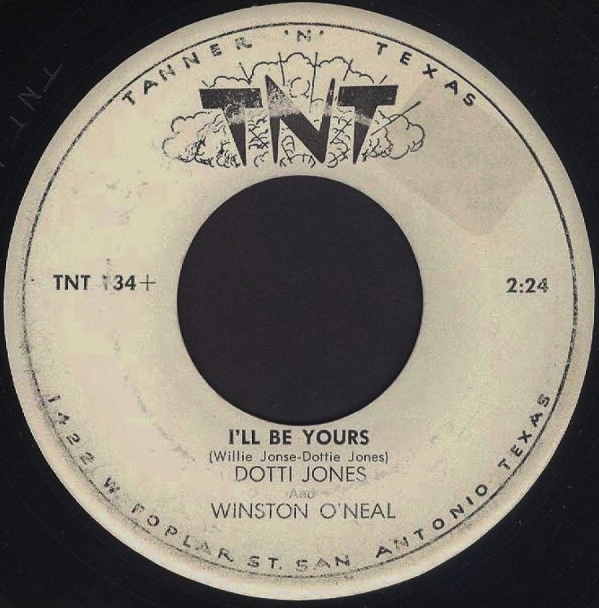 TANNER 'N' TEXAS
TNT
TNT 134+
2:24
I'LL BE YOURS
(Willie Jonse-Dottie Jones)
DOTTI JONES
And
WINSTON O'NEAL
1422 W POPLAR ST. SAN ANTONIO TEXAS
TNT